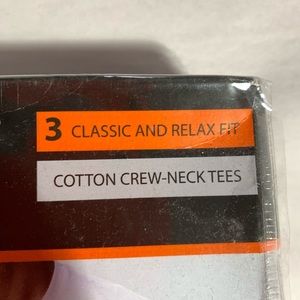 3 CLASSIC AND RELAX FIT
COTTON CREW-NECK TEES